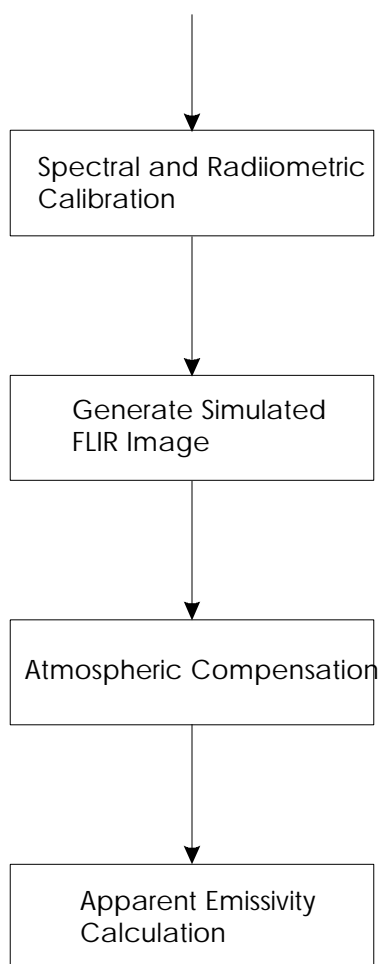 Spectral and Radiiometric
Calibration
Generate Simulated
FLIR Image
Atmospheric Compensation
Apparent Emissivity
Calculation